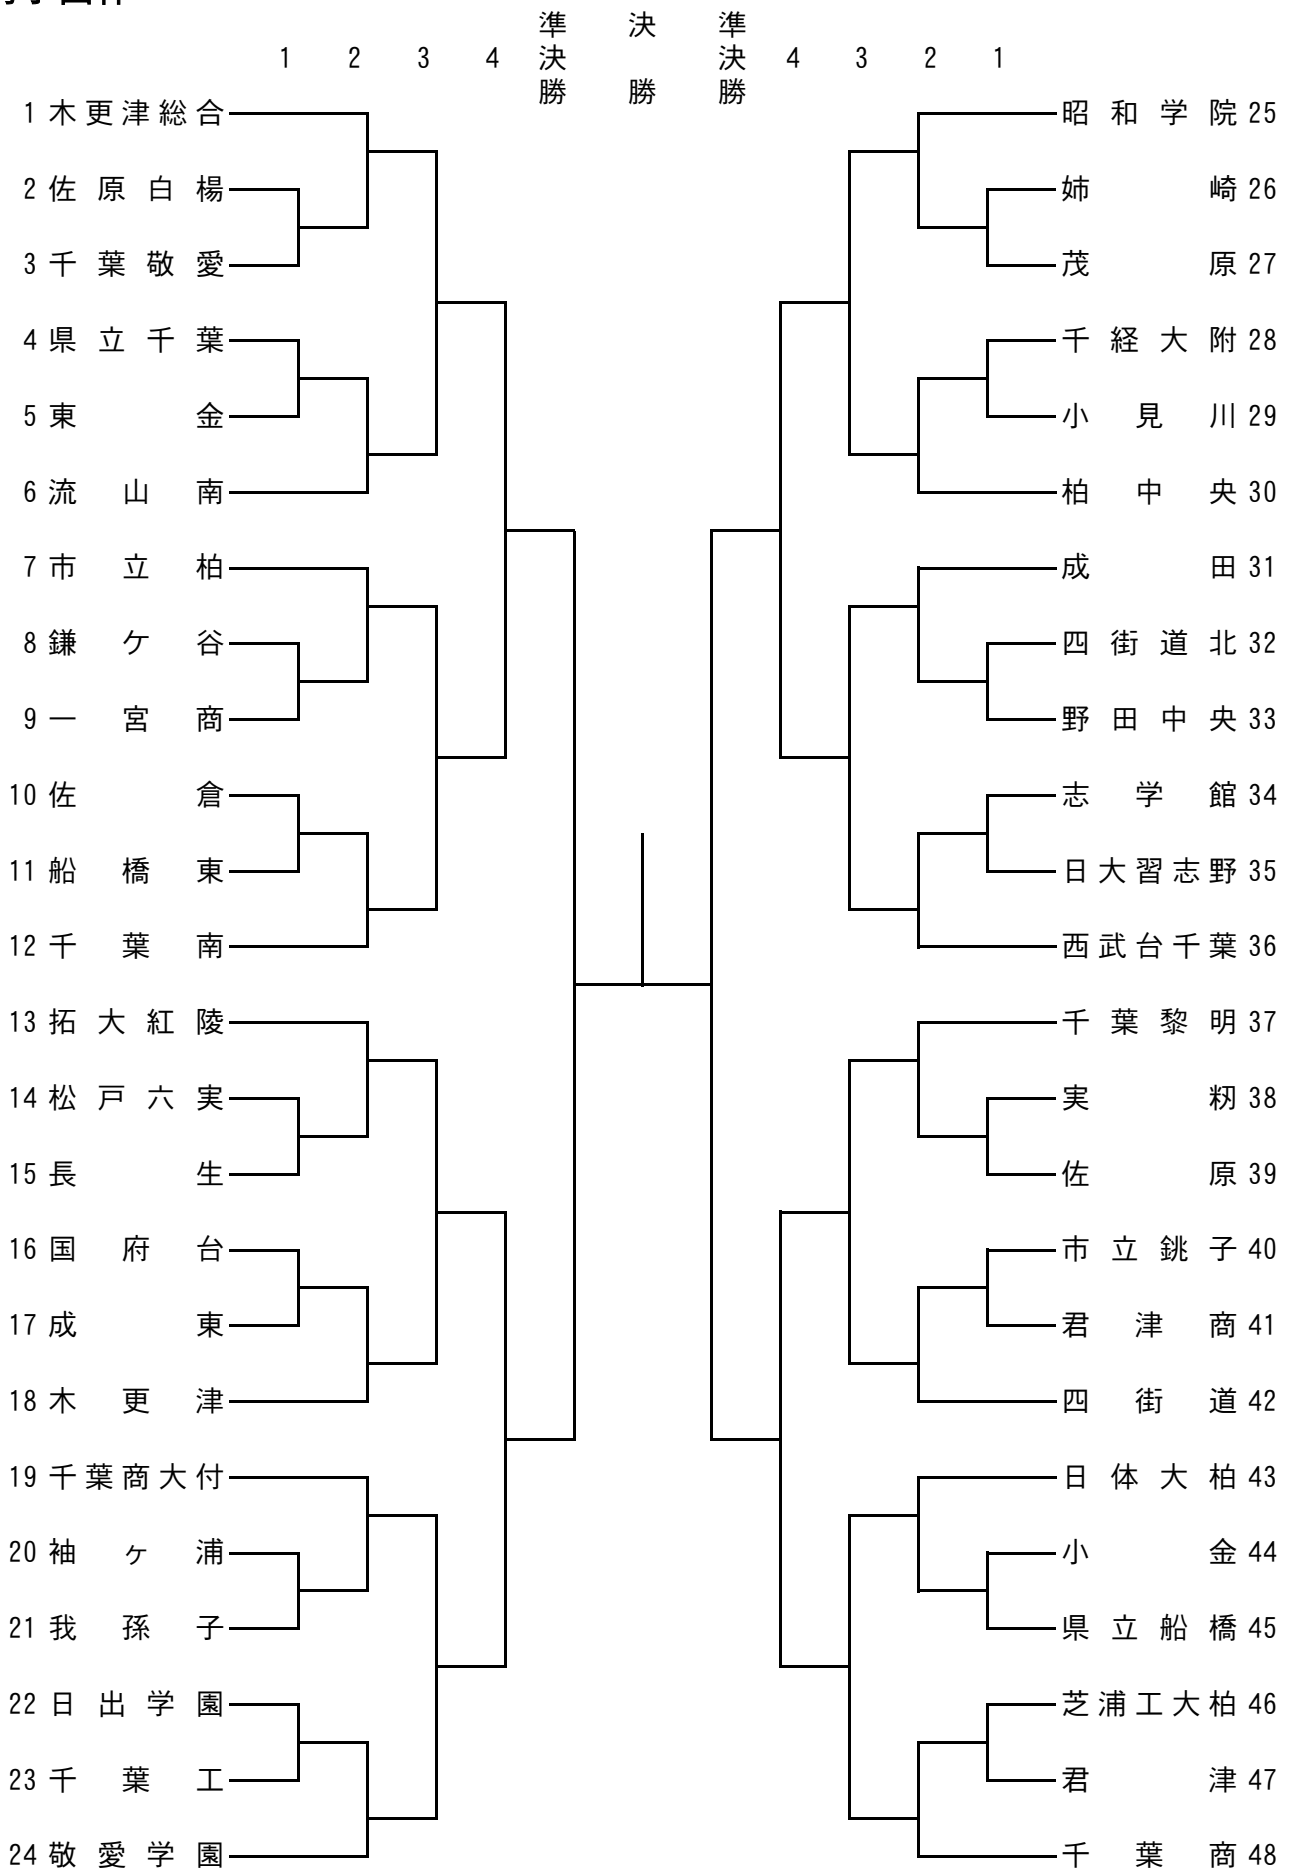 準 決 準
1 2 3 4 決 決 4 3 2 1
勝 勝 勝
1 木更津総合 昭和学院 25
2 佐原白楊 姉崎 26
3 千葉敬愛 茂原 27
4 県立千葉 千経大附 28
5 東金 小見川 29
6 流山南 柏中央 30
7 市立柏 成田 31
8 鎌ケ谷 四街道北 32
9 一宮商 野田中央 33
10 佐倉 志学館 34
11 船橋東 日大習志野 35
12 千葉南 西武台千葉 36
13 拓大紅陵 千葉黎明 37
14 松戸六実 実籾 38
15 長生 佐原 39
16 国府台 市立銚子 40
17 成東 君津商 41
18 木更津 四街道 42
19 千葉商大付 日体大柏 43
20 袖ヶ浦 小金 44
21 我孫子 県立船橋 45
22 日出学園 芝浦工大柏 46
23 千葉工 君津 47
24 敬愛学園 千葉商 48